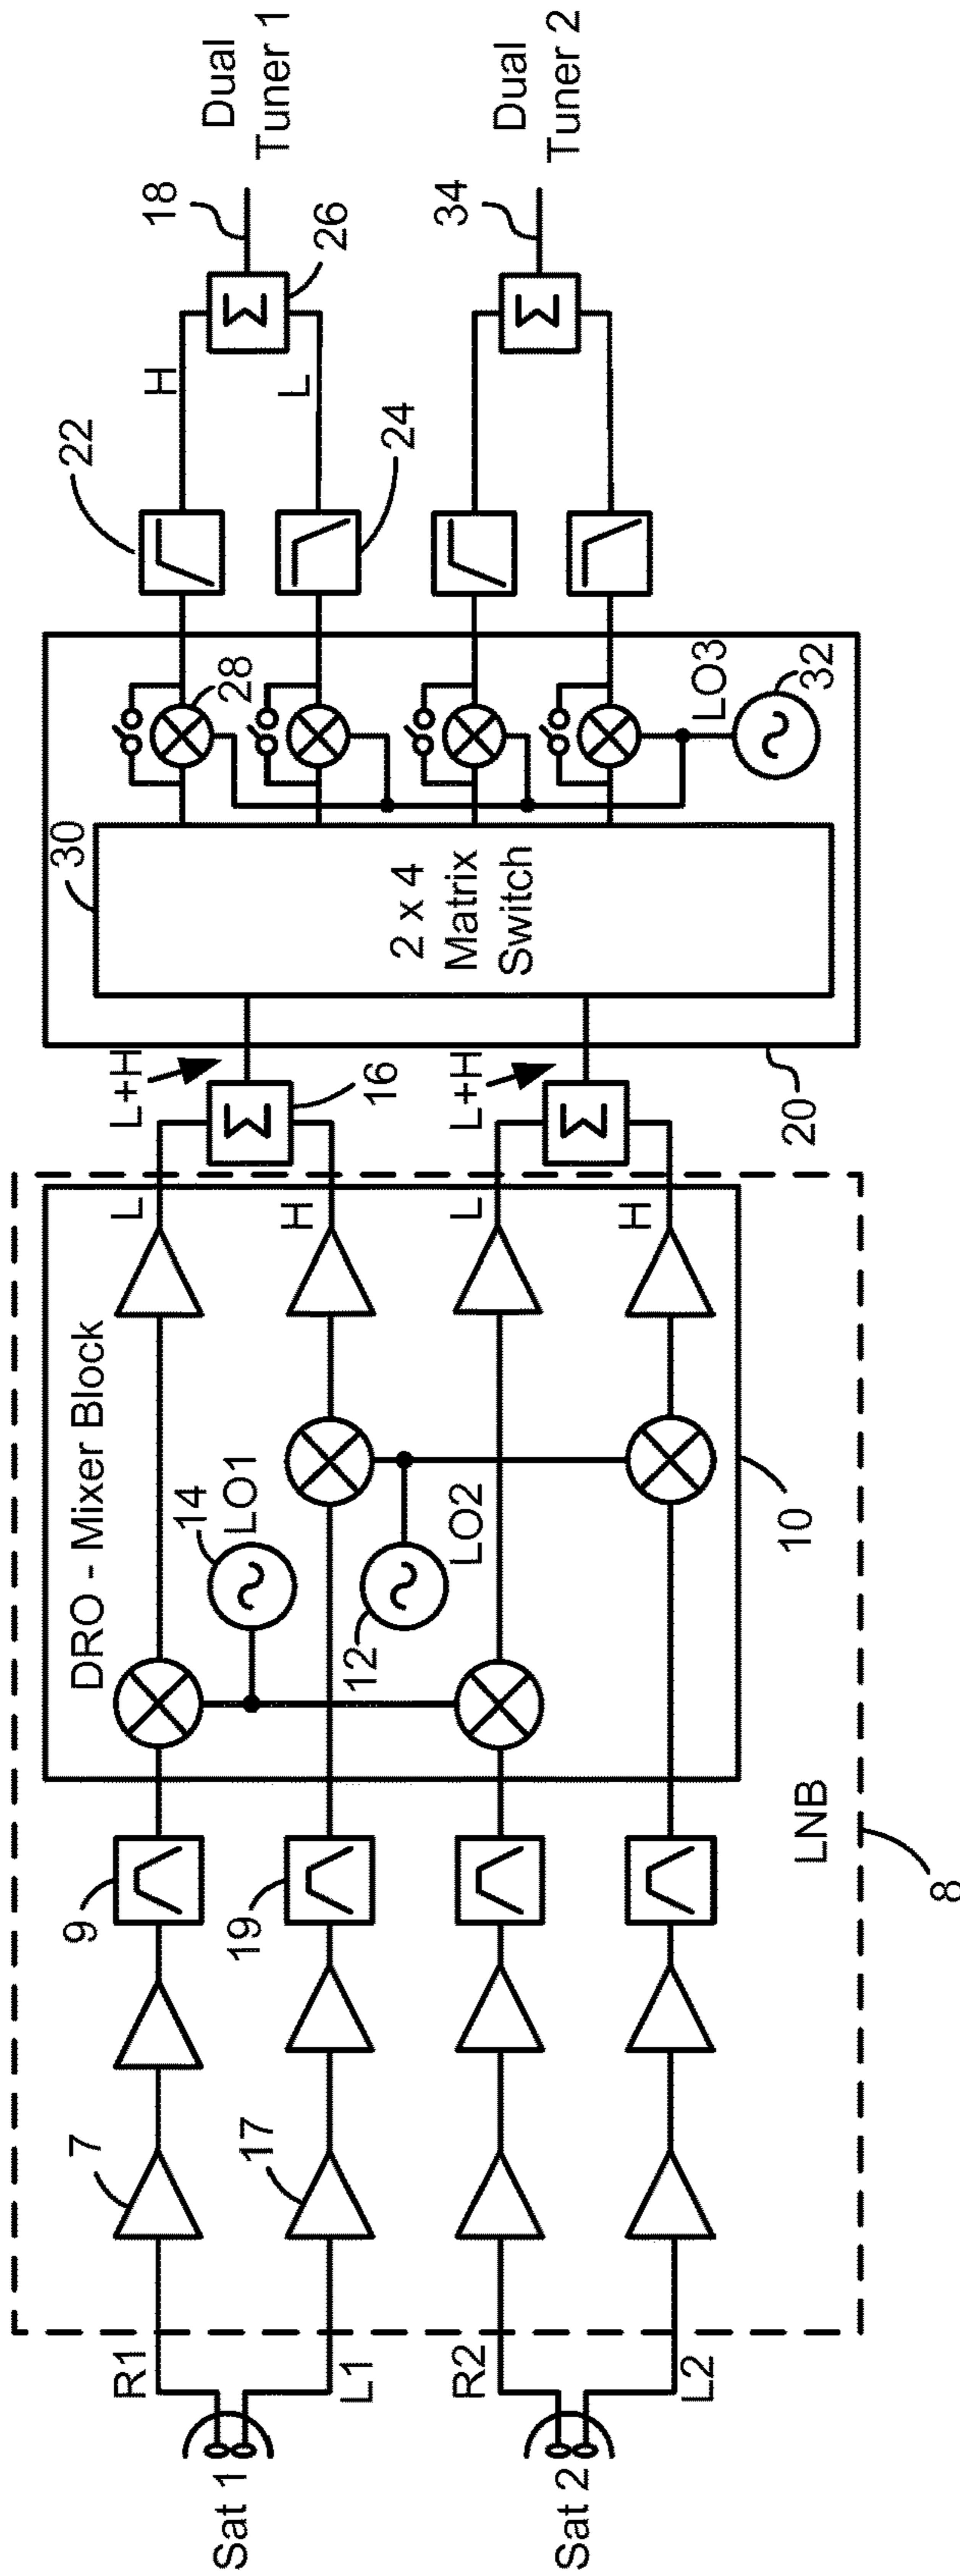 Sat 1
R1
L1
Sat 2
R2
L2
7
17
9
19
LNB
8
DRO - Mixer Block
14
LO1
12
LO2
10
L
H
L
H
L+H
16
L+H
20
30
2 x 4
Matrix
Switch
28
LO3
32
22
24
H
L
26
18
Dual
Tuner 1
34
Dual
Tuner 2
Σ
Σ
Σ
Σ